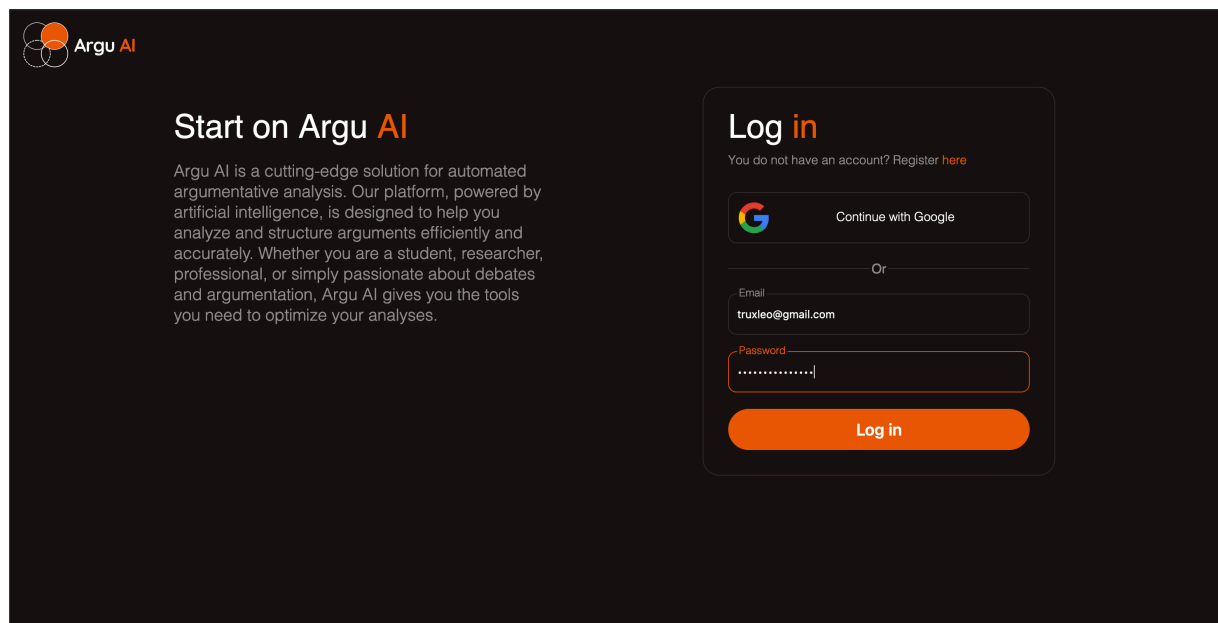 Argu AI
Start on Argu AI
Argu AI is a cutting-edge solution for automated
argumentative analysis. Our platform, powered by
artificial intelligence, is designed to help you
analyze and structure arguments efficiently and
accurately. Whether you are a student, researcher,
professional, or simply passionate about debates
and argumentation, Argu AI gives you the tools
you need to optimize your analyses.
Log in
You do not have an account? Register here
Continue with Google
Or
Email
truxleo@gmail.com
Password
•••••••••••••••
Log in